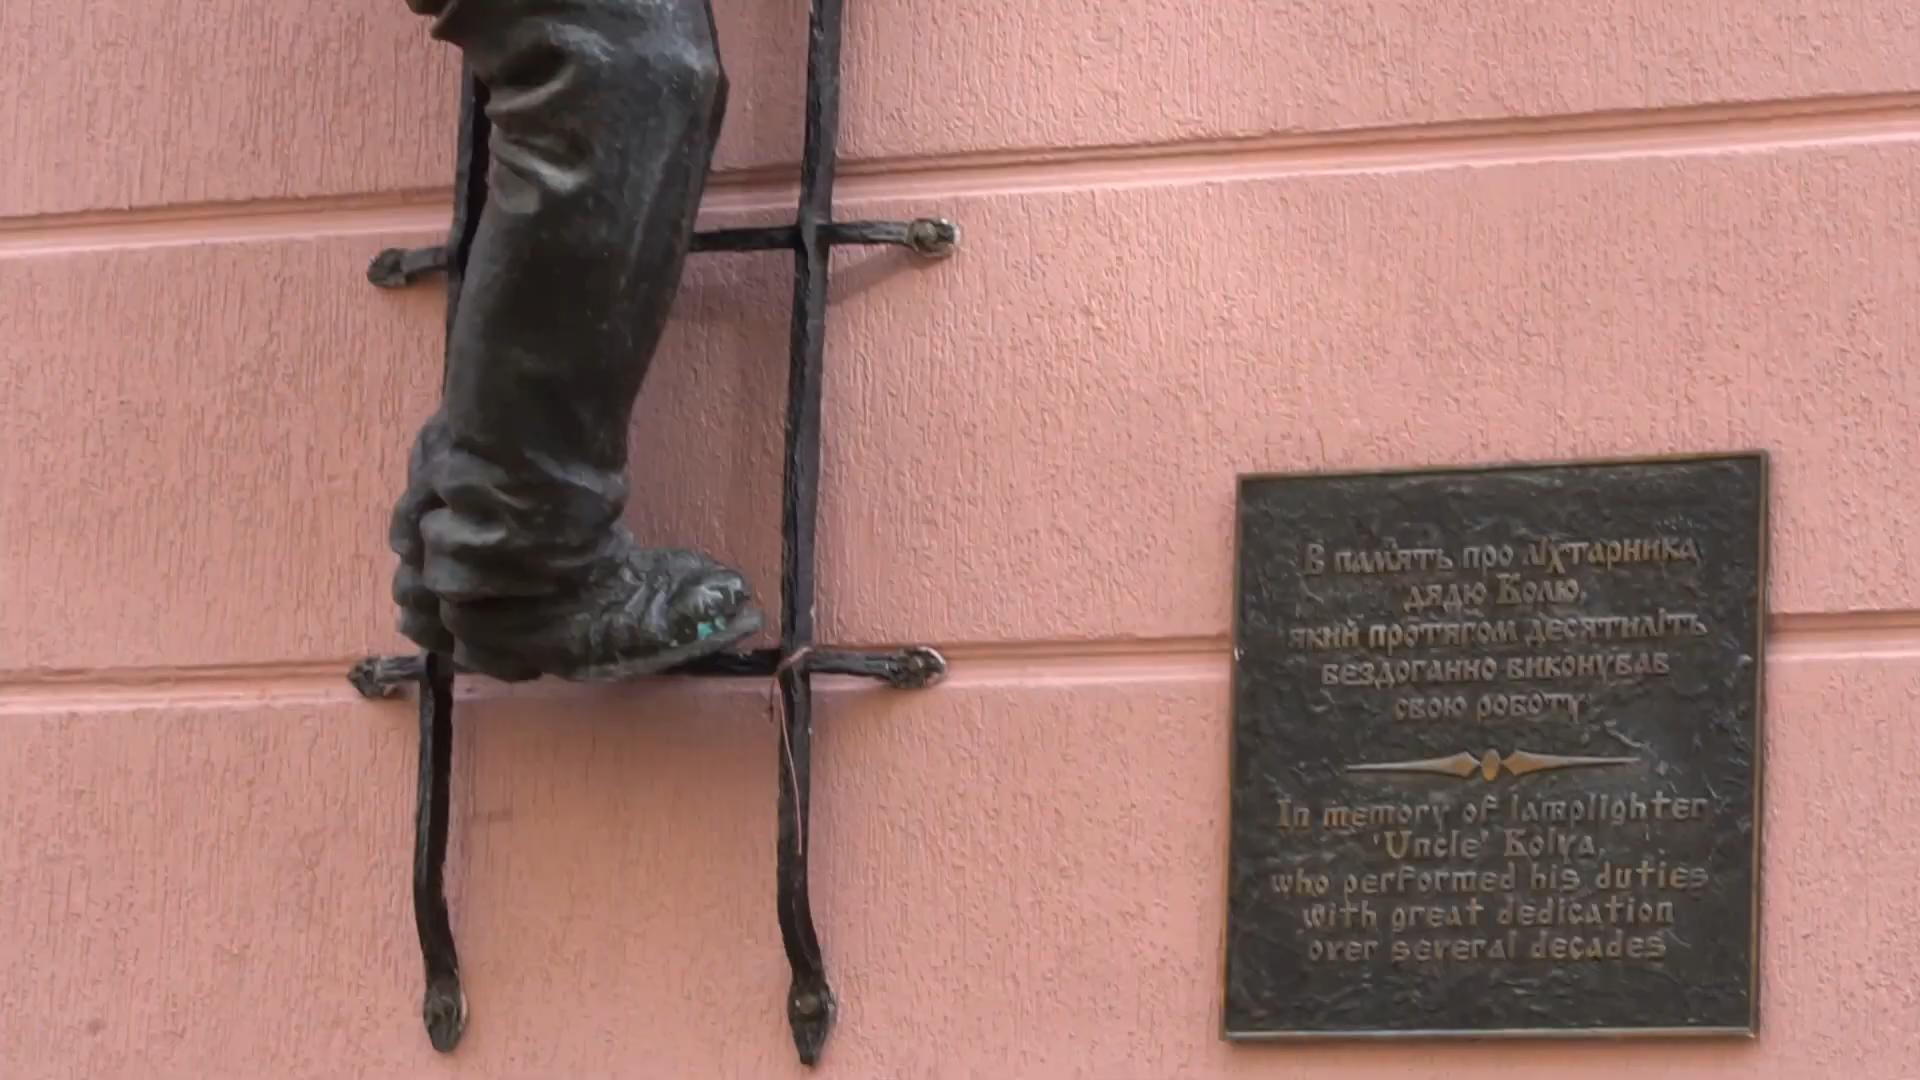 В пам'ять про ліхтарника
дядю Колю,
який протягом десятиліть
бездоганно виконував
свою роботу
In memory of lamplighter
'Uncle' Kolya,
who performed his duties
with great dedication
over several decades